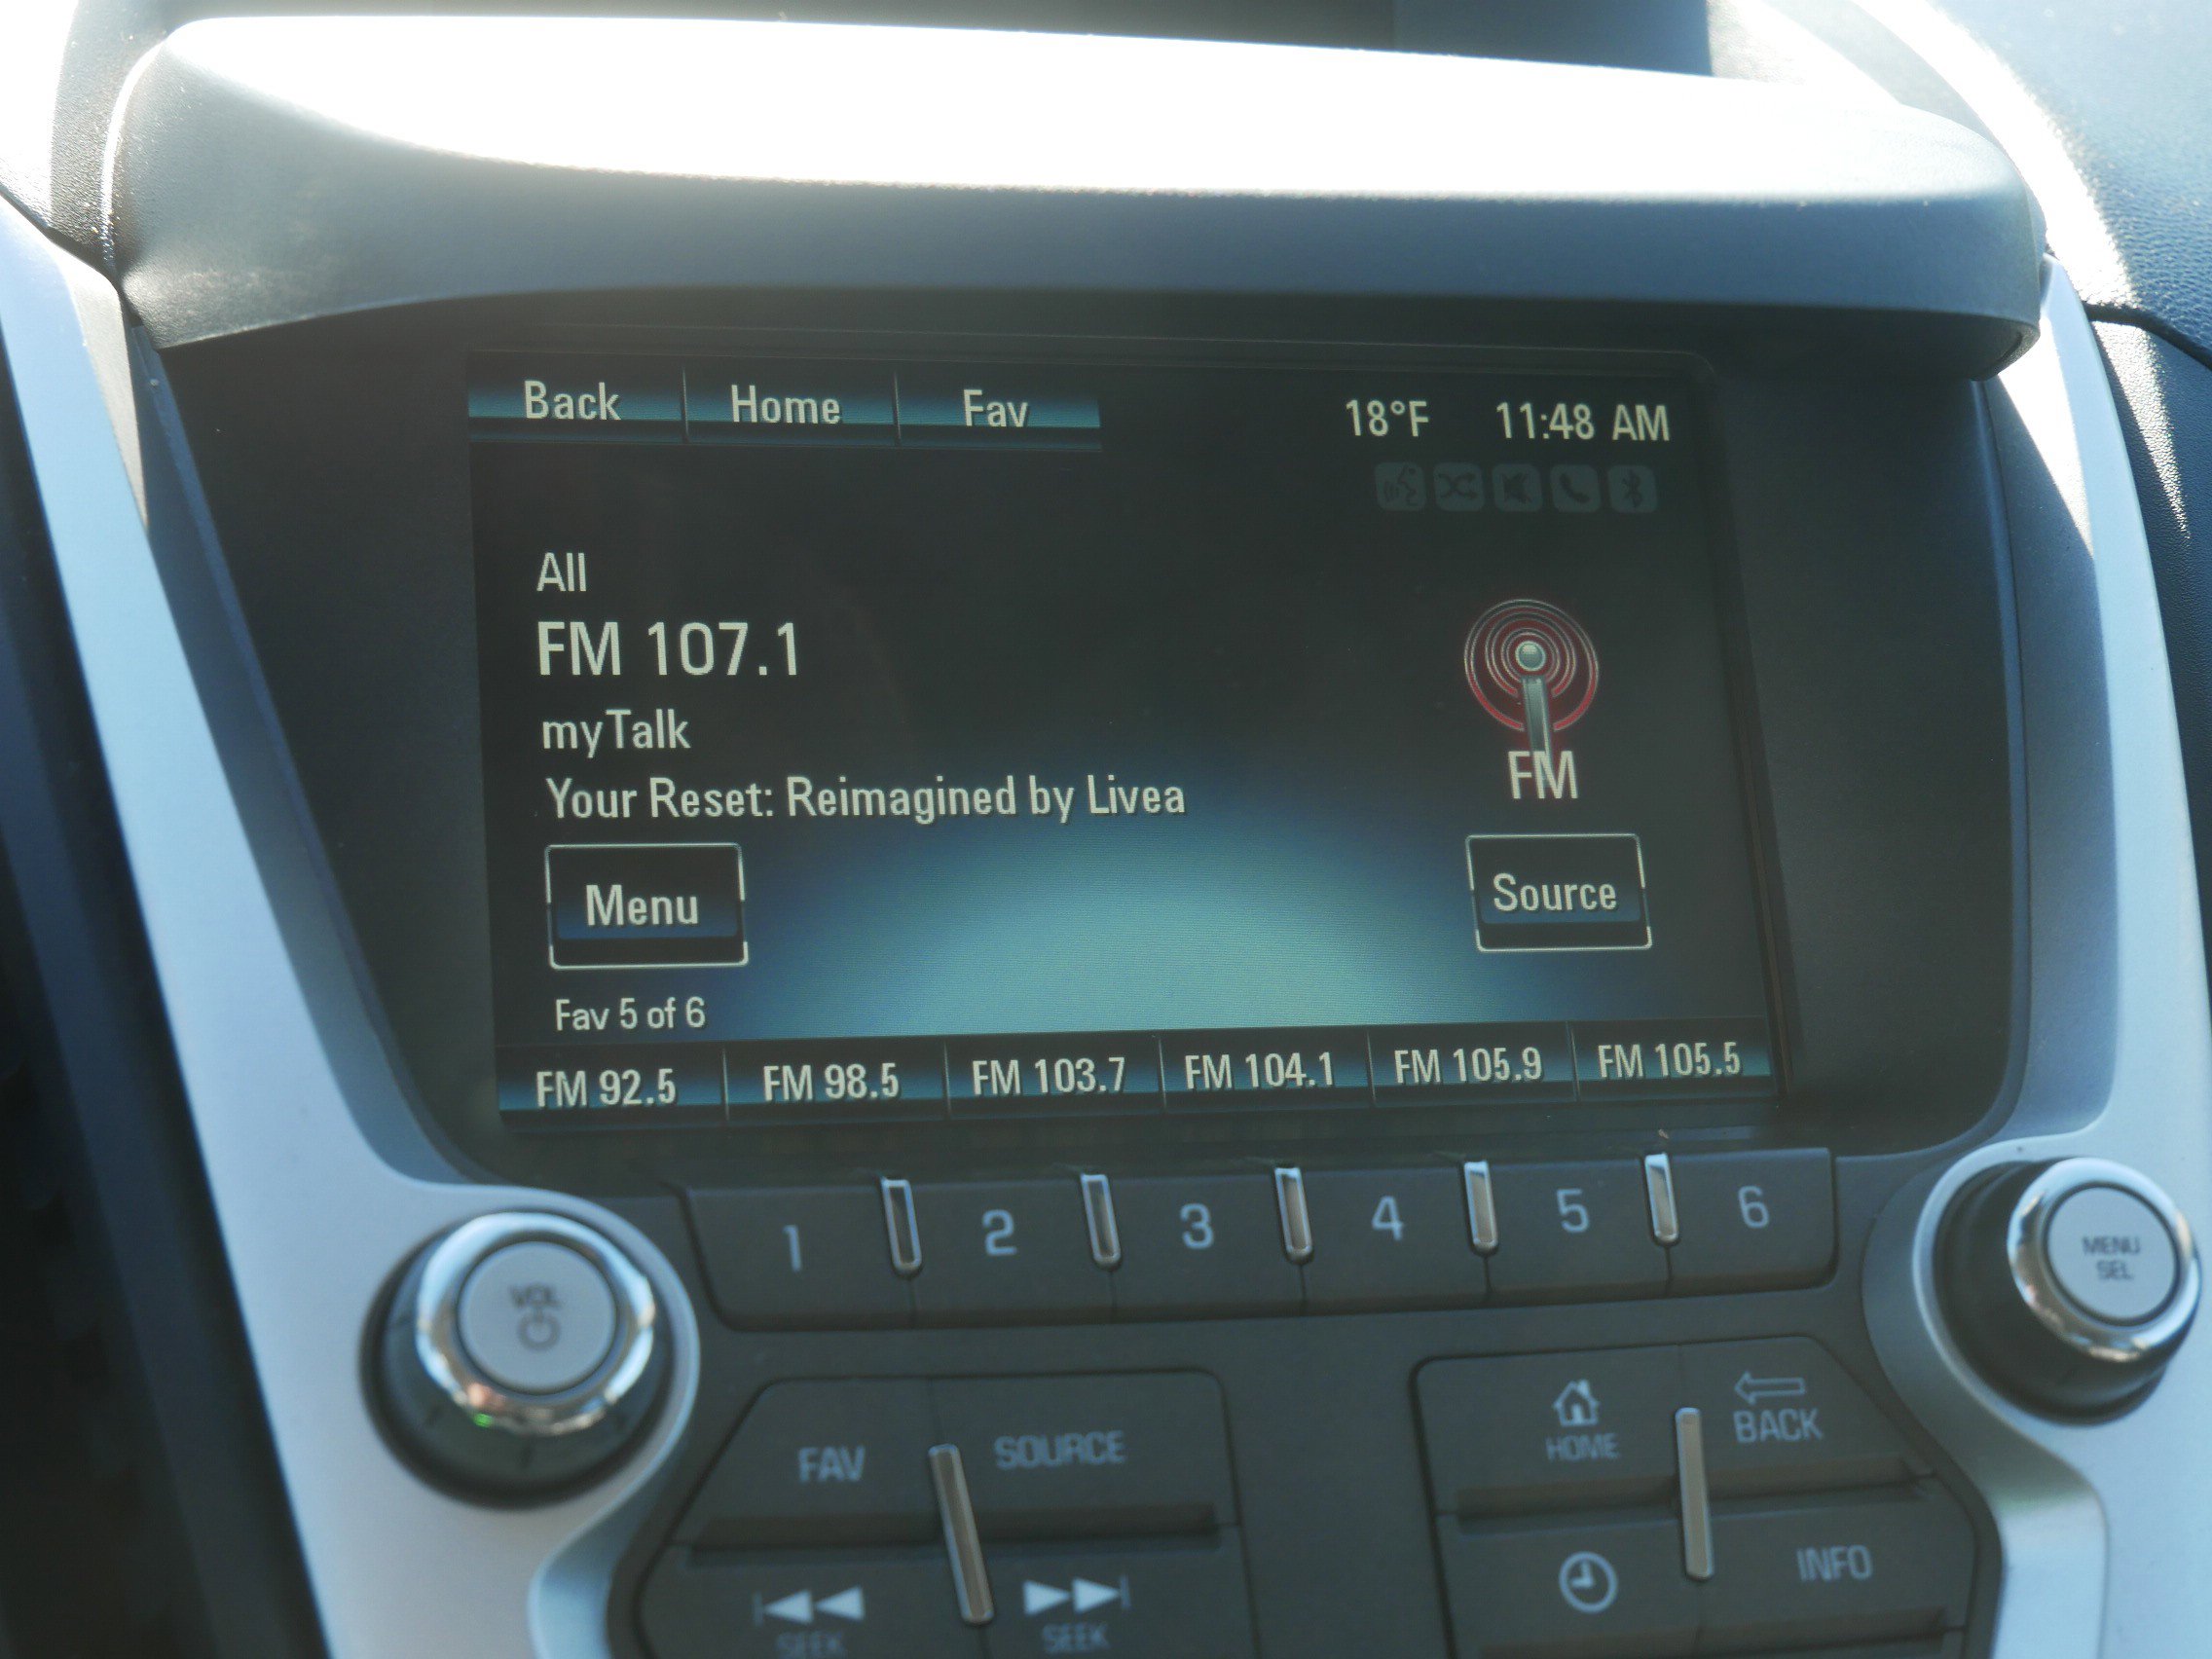 Back Home Fav 18°F 11:48 AM
All
FM 107.1
myTalk
Your Reset: Reimagined by Livea
FM
Menu
Source
Fav 5 of 6
FM 92.5 FM 98.5 FM 103.7 FM 104.1 FM 105.9 FM 105.5
1 2 3 4 5 6
VOL
MENU
SEL
FAV SOURCE
HOME
BACK
SEEK
SEEK
INFO